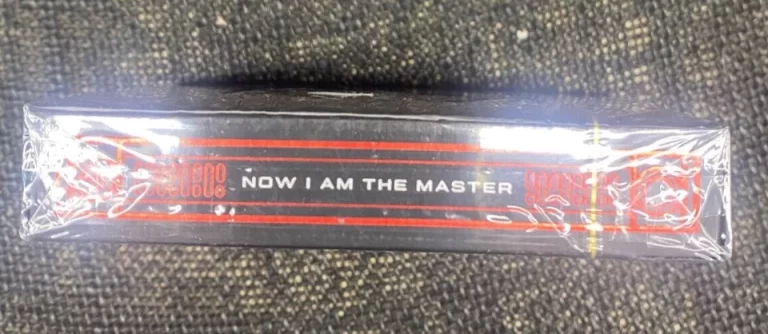 NOW I AM THE MASTER